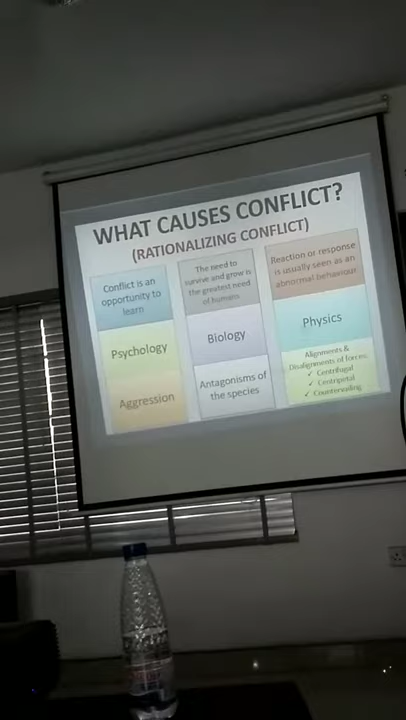 WHAT CAUSES CONFLICT?
(RATIONALIZING CONFLICT)
Conflict is an
opportunity to
learn
Psychology
Aggression
The need to
survive and grow is
the greatest need
of humans
Biology
Antagonisms of
the species
Reaction or response
is usually seen as an
abnormal behaviour
Physics
Alignments &
Disalignments of forces
✓ Centrifugal
✓ Centripetal
✓ Countervailing